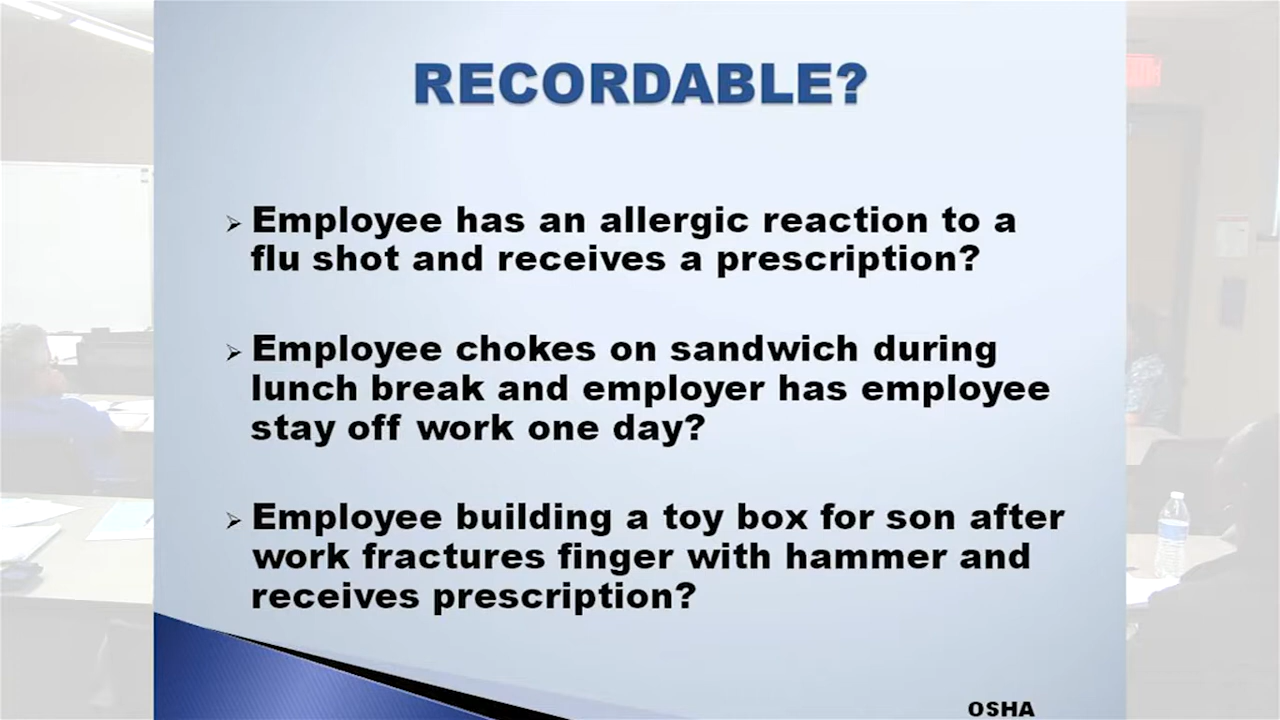 RECORDABLE?
Employee has an allergic reaction to a
flu shot and receives a prescription?
Employee chokes on sandwich during
lunch break and employer has employee
stay off work one day?
Employee building a toy box for son after
work fractures finger with hammer and
receives prescription?
OSHA